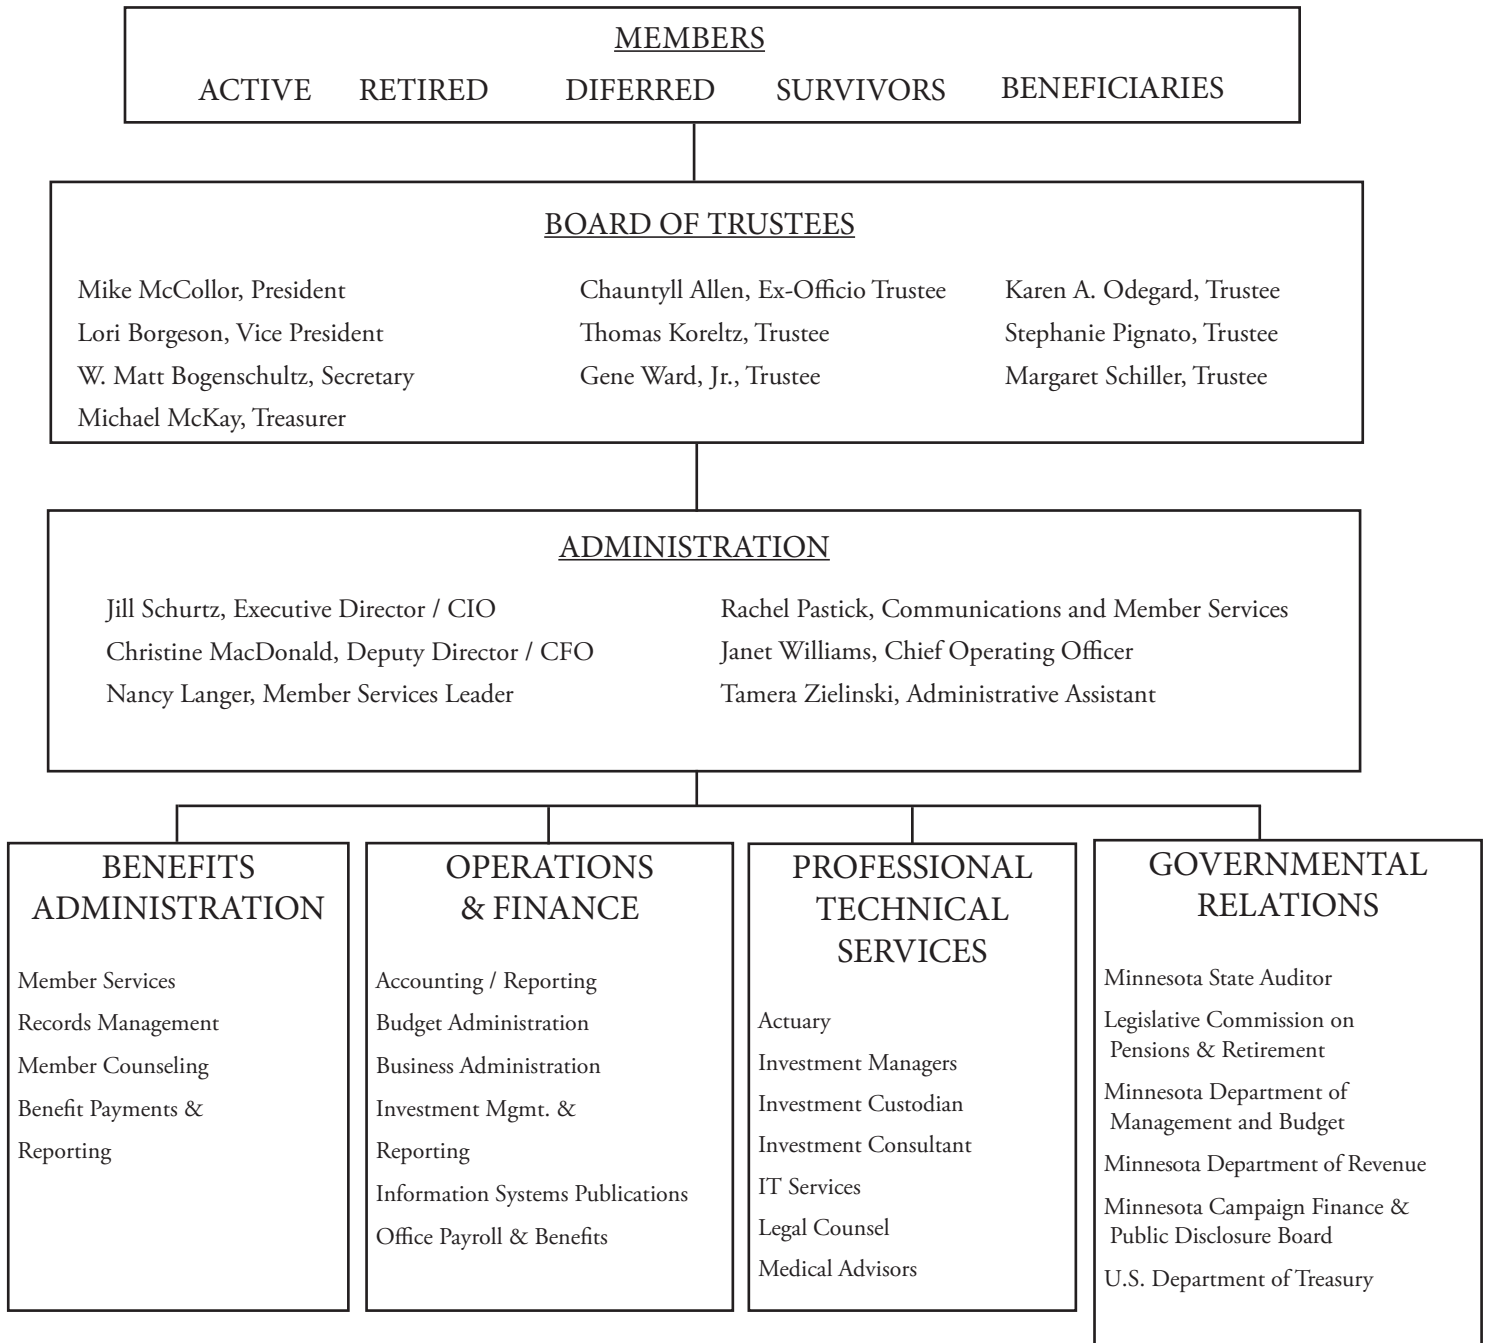 MEMBERS
ACTIVE RETIRED DIFERRED SURVIVORS BENEFICIARIES
BOARD OF TRUSTEES
Mike McCollor, President
Lori Borgeson, Vice President
W. Matt Bogenschultz, Secretary
Michael McKay, Treasurer
Chauntyll Allen, Ex-Officio Trustee
Thomas Koreltz, Trustee
Gene Ward, Jr., Trustee
Karen A. Odegard, Trustee
Stephanie Pignato, Trustee
Margaret Schiller, Trustee
ADMINISTRATION
Jill Schurtz, Executive Director / CIO
Christine MacDonald, Deputy Director / CFO
Nancy Langer, Member Services Leader
Rachel Pastick, Communications and Member Services
Janet Williams, Chief Operating Officer
Tamera Zielinski, Administrative Assistant
BENEFITS
ADMINISTRATION
Member Services
Records Management
Member Counseling
Benefit Payments &
Reporting
OPERATIONS
& FINANCE
Accounting / Reporting
Budget Administration
Business Administration
Investment Mgmt. &
Reporting
Information Systems Publications
Office Payroll & Benefits
PROFESSIONAL
TECHNICAL
SERVICES
Actuary
Investment Managers
Investment Custodian
Investment Consultant
IT Services
Legal Counsel
Medical Advisors
GOVERNMENTAL
RELATIONS
Minnesota State Auditor
Legislative Commission on
Pensions & Retirement
Minnesota Department of
Management and Budget
Minnesota Department of Revenue
Minnesota Campaign Finance &
Public Disclosure Board
U.S. Department of Treasury